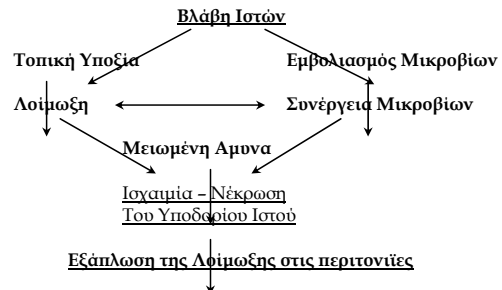 Βλάβη Ιστών
Τοπική Υποξία Εμβολιασμός Μικροβίων
Λοίμωξη Συνέργεια Μικροβίων
Μειωμένη Αμυνα
Ισχαιμία – Νέκρωση
Του Υποδορίου Ιστού
Εξάπλωση της Λοίμωξης στις περιτονιϊες